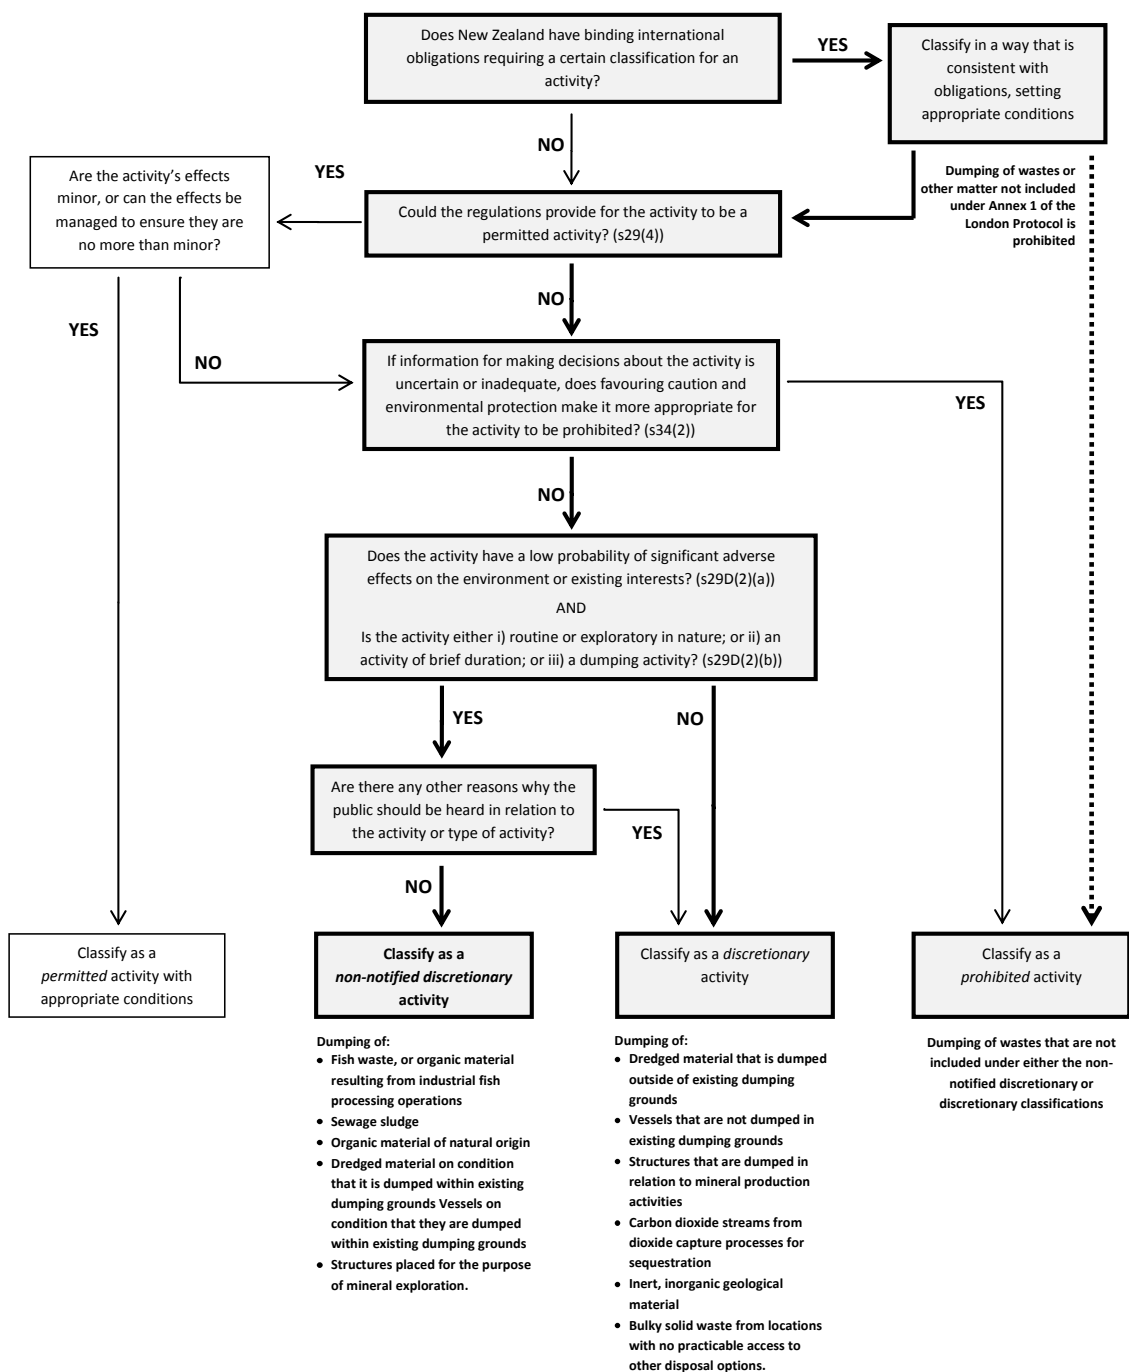 Does New Zealand have binding international
obligations requiring a certain classification for an
activity?
YES
Classify in a way that is
consistent with
obligations, setting
appropriate conditions
NO
Dumping of wastes or
other matter not included
under Annex 1 of the
London Protocol is
prohibited
Are the activity's effects
minor, or can the effects be
managed to ensure they are
no more than minor?
YES
Could the regulations provide for the activity to be a
permitted activity? (s29(4))
NO
YES
NO
If information for making decisions about the activity is
uncertain or inadequate, does favouring caution and
environmental protection make it more appropriate for
the activity to be prohibited? (s34(2))
YES
NO
Does the activity have a low probability of significant adverse
effects on the environment or existing interests? (s29D(2)(a))
AND
Is the activity either i) routine or exploratory in nature; or ii) an
activity of brief duration; or iii) a dumping activity? (s29D(2)(b))
YES
NO
Are there any other reasons why the
public should be heard in relation to
the activity or type of activity?
YES
NO
Classify as a
permitted activity with
appropriate conditions
Classify as a
non-notified discretionary
activity
Classify as a discretionary
activity
Classify as a
prohibited activity
Dumping of:
• Fish waste, or organic material
resulting from industrial fish
processing operations
• Sewage sludge
• Organic material of natural origin
• Dredged material on condition
that it is dumped within existing
dumping grounds Vessels on
condition that they are dumped
within existing dumping grounds
• Structures placed for the purpose
of mineral exploration.
Dumping of:
• Dredged material that is dumped
outside of existing dumping
grounds
• Vessels that are not dumped in
existing dumping grounds
• Structures that are dumped in
relation to mineral production
activities
• Carbon dioxide streams from
dioxide capture processes for
sequestration
• Inert, inorganic geological
material
• Bulky solid waste from locations
with no practicable access to
other disposal options.
Dumping of wastes that are not
included under either the non-
notified discretionary or
discretionary classifications